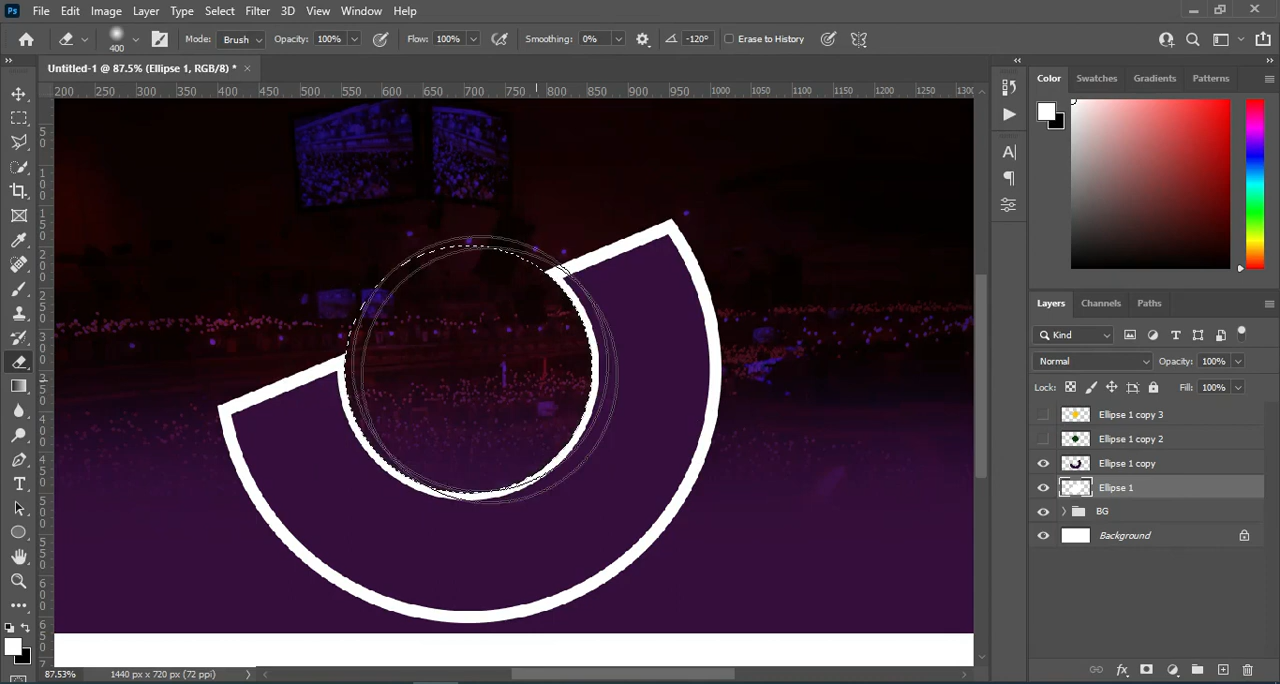 Ps File Edit Image Layer Type Select Filter 3D View Window Help
400 Mode: Brush Opacity: 100% Flow: 100% Smoothing: 0% -120° Erase to History
Untitled-1 @ 87.5% (Ellipse 1, RGB/8) *
200 300 350 400 450 500 550 600 650 700 750 800 850 900 950 1000 1050 1100 1150 1200 1250 1300
Color Swatches Gradients Patterns
Layers Channels Paths
Kind
Normal Opacity: 100%
Lock: Fill: 100%
Ellipse 1 copy 3
Ellipse 1 copy 2
Ellipse 1 copy
Ellipse 1
BG
Background
87.53% 1440 px x 720 px (72 ppi)